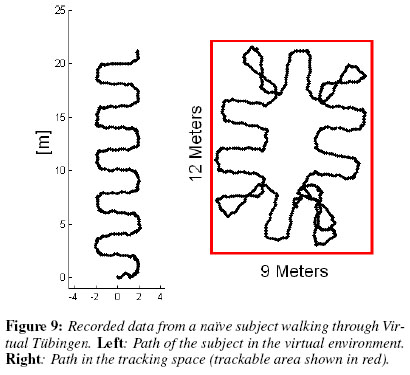 25
20
15
10
5
0
[m]
-4 -2 0 2 4
12 Meters
9 Meters
Figure 9: Recorded data from a naïve subject walking through Vir-
tual Tübingen. Left: Path of the subject in the virtual environment.
Right: Path in the tracking space (trackable area shown in red).